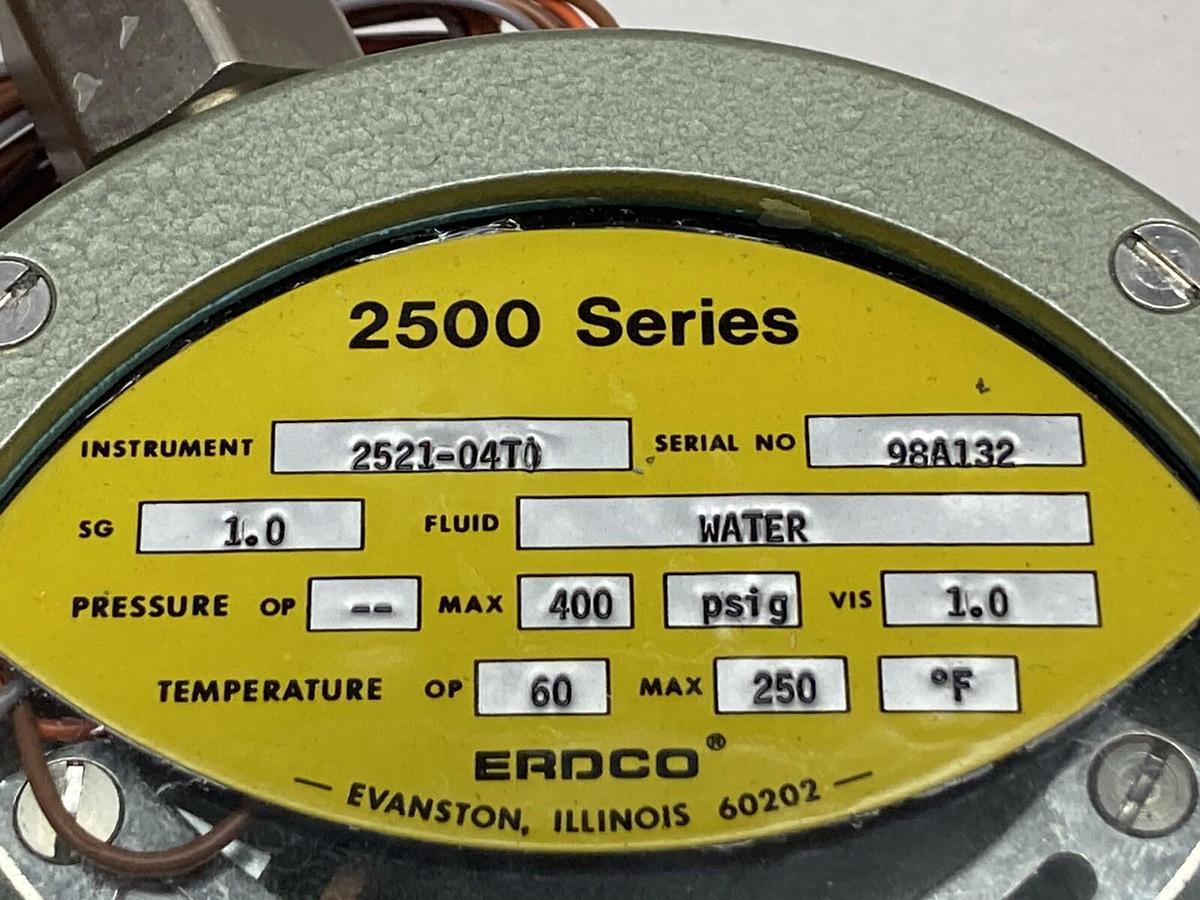 2500 Series
INSTRUMENT 2521-04T0 SERIAL NO 98A132
SG 1.0 FLUID WATER
PRESSURE OP -- MAX 400 psig VIS 1.0
TEMPERATURE OP 60 MAX 250 °F
ERDCO®
— EVANSTON, ILLINOIS 60202 —